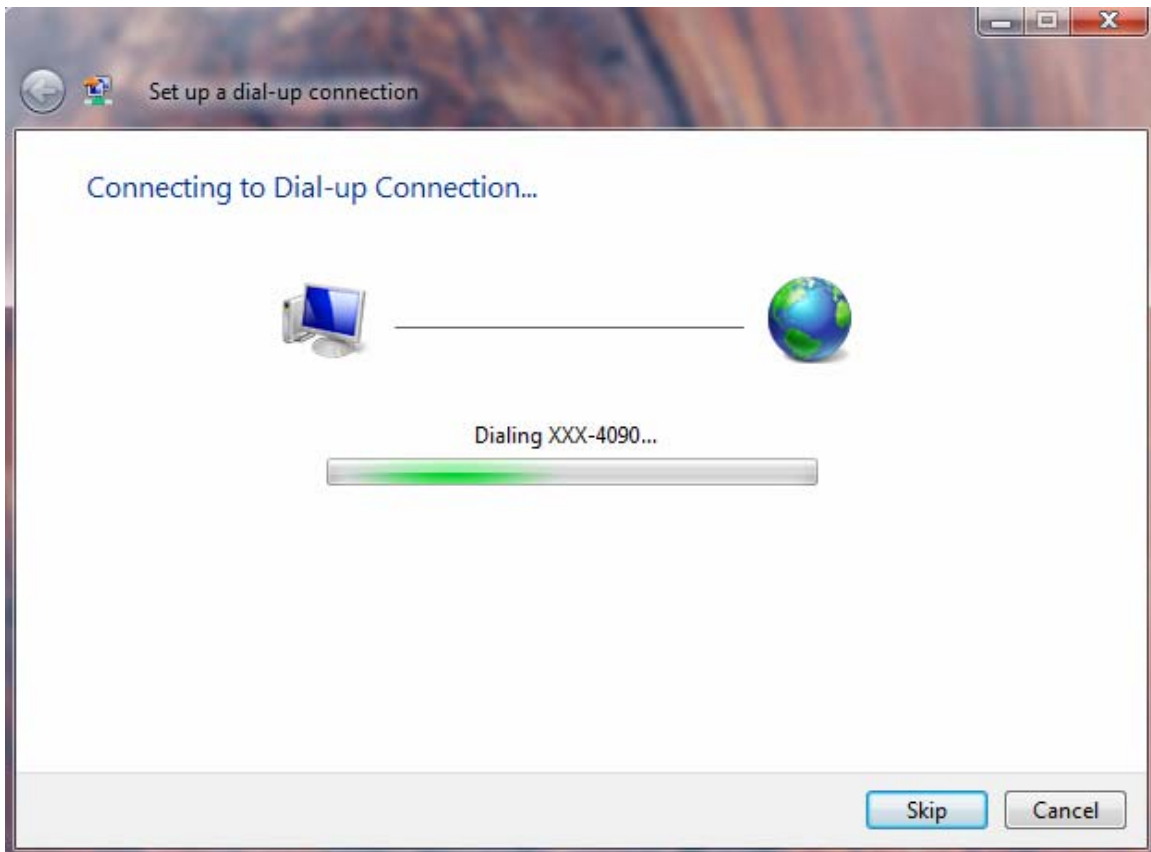 Set up a dial-up connection
Connecting to Dial-up Connection...
Dialing XXX-4090...
Skip
Cancel